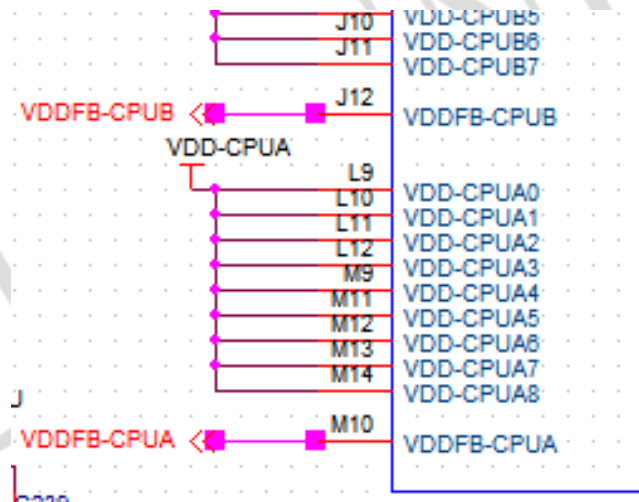 J10 VDD-CPUB5
J11 VDD-CPUB6
VDD-CPUB7
VDDFB-CPUB J12 VDDFB-CPUB
VDD-CPUA
L9 VDD-CPUA0
L10 VDD-CPUA1
L11 VDD-CPUA2
L12 VDD-CPUA3
M9 VDD-CPUA4
M11 VDD-CPUA5
M12 VDD-CPUA6
M13 VDD-CPUA7
M14 VDD-CPUA8
VDDFB-CPUA M10 VDDFB-CPUA